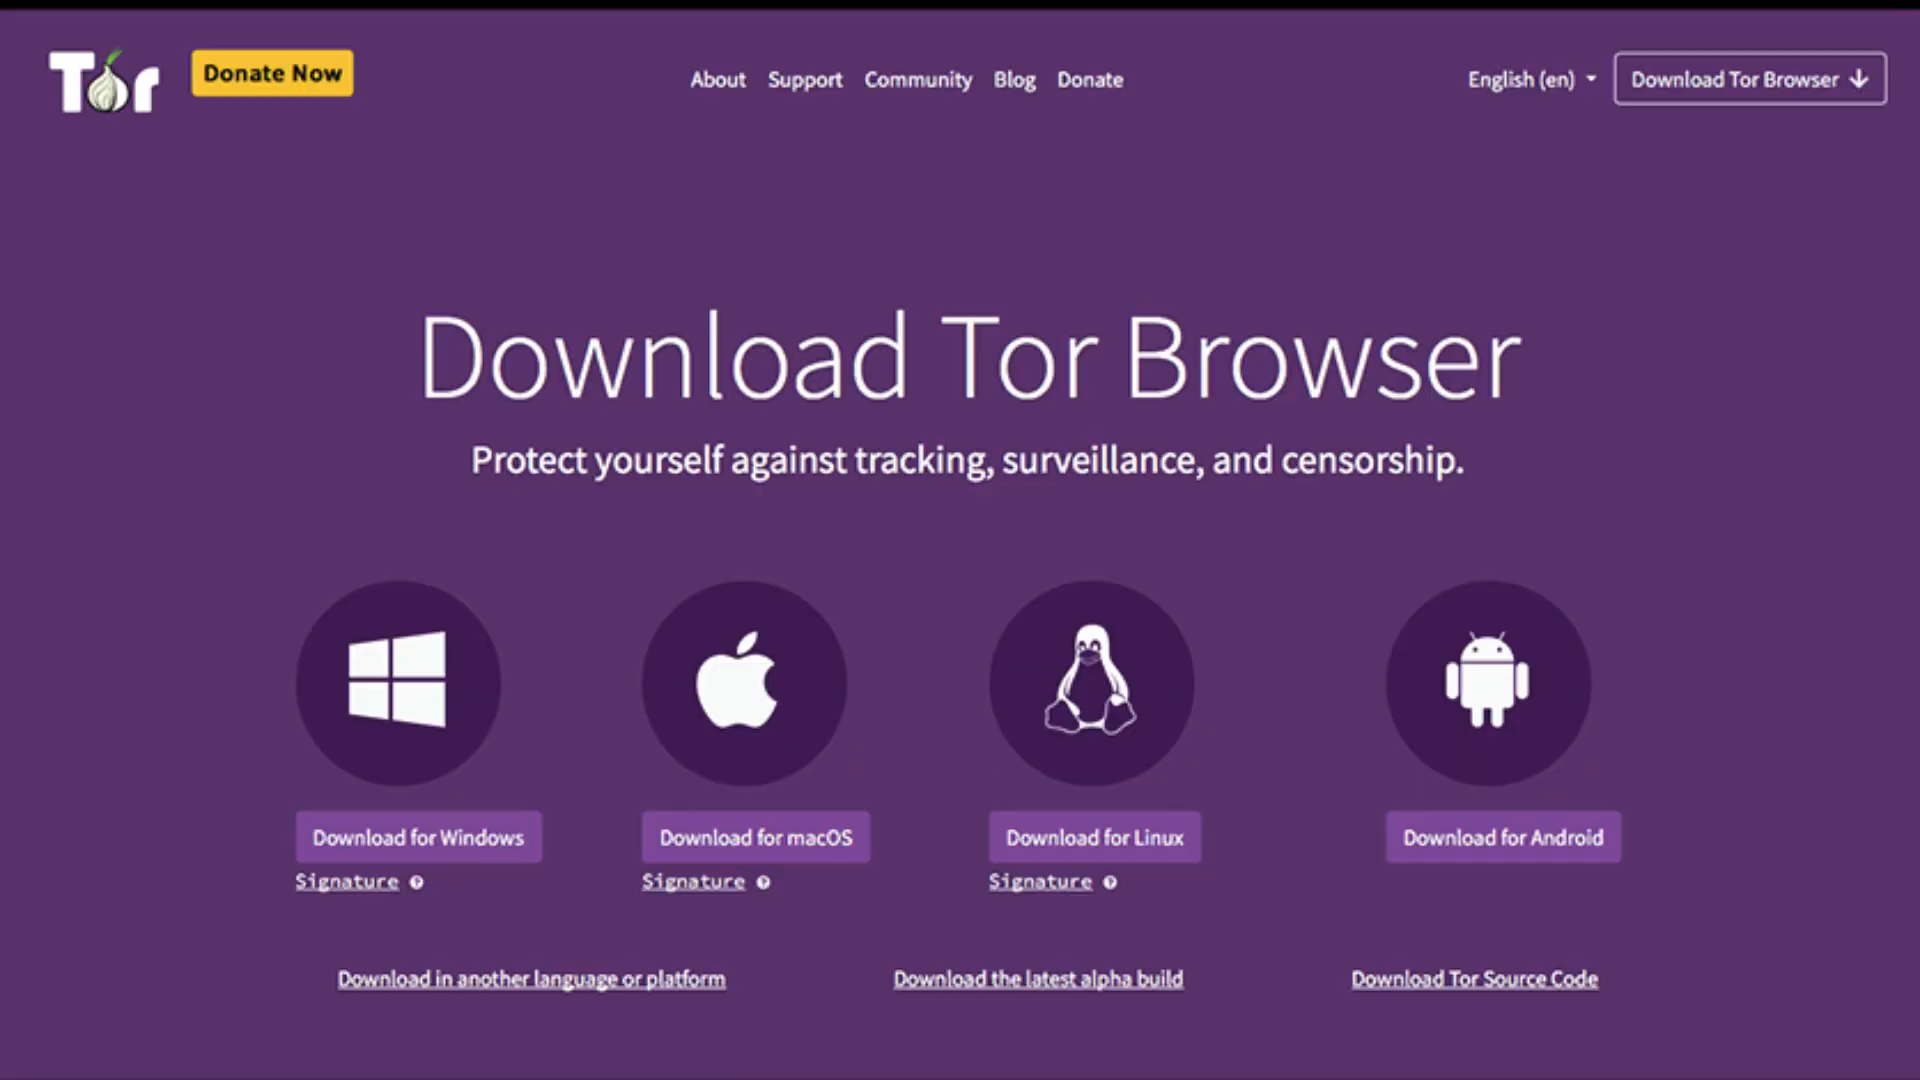 Tor
Donate Now
About Support Community Blog Donate
English (en)
Download Tor Browser
Download Tor Browser
Protect yourself against tracking, surveillance, and censorship.
Download for Windows
Signature
Download for macOS
Signature
Download for Linux
Signature
Download for Android
Download in another language or platform
Download the latest alpha build
Download Tor Source Code